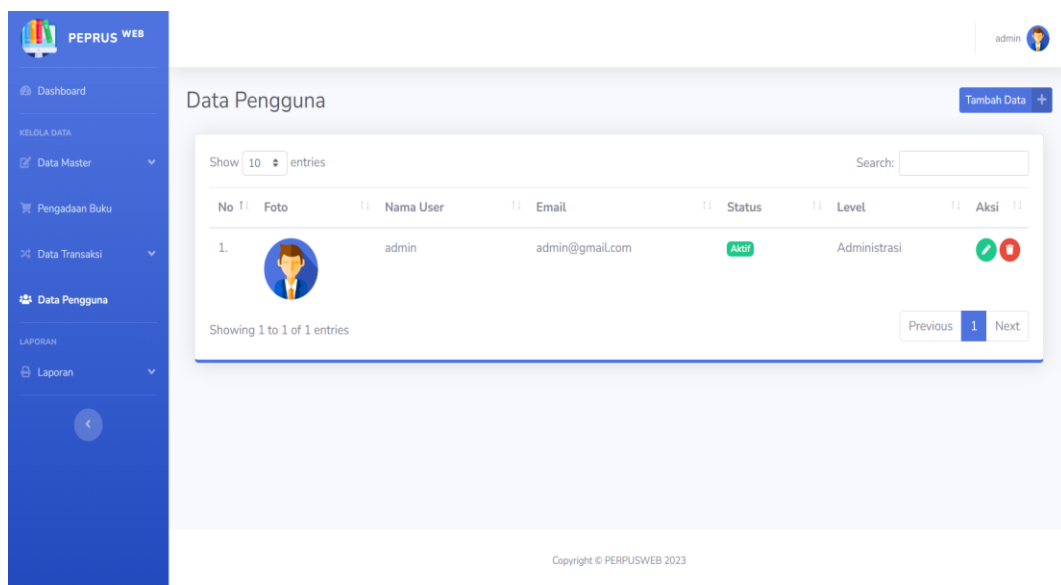 PEPRUS WEB
admin
Dashboard
KELOLA DATA
Data Master
Pengadaan Buku
Data Transaksi
Data Pengguna
LAPORAN
Laporan
Data Pengguna
Tambah Data +
Show 10 entries
Search:
No Foto Nama User Email Status Level Aksi
1. admin admin@gmail.com Aktif Administrasi
Showing 1 to 1 of 1 entries
Previous 1 Next
Copyright © PERPUSWEB 2023